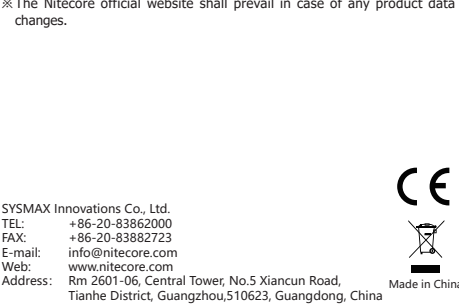 ※ The Nitecore official website shall prevail in case of any product data
changes.
SYSMAX Innovations Co., Ltd.
TEL: +86-20-83862000
FAX: +86-20-83882723
E-mail: info@nitecore.com
Web: www.nitecore.com
Address: Rm 2601-06, Central Tower, No.5 Xiancun Road,
Tianhe District, Guangzhou,510623, Guangdong, China
CE
Made in China